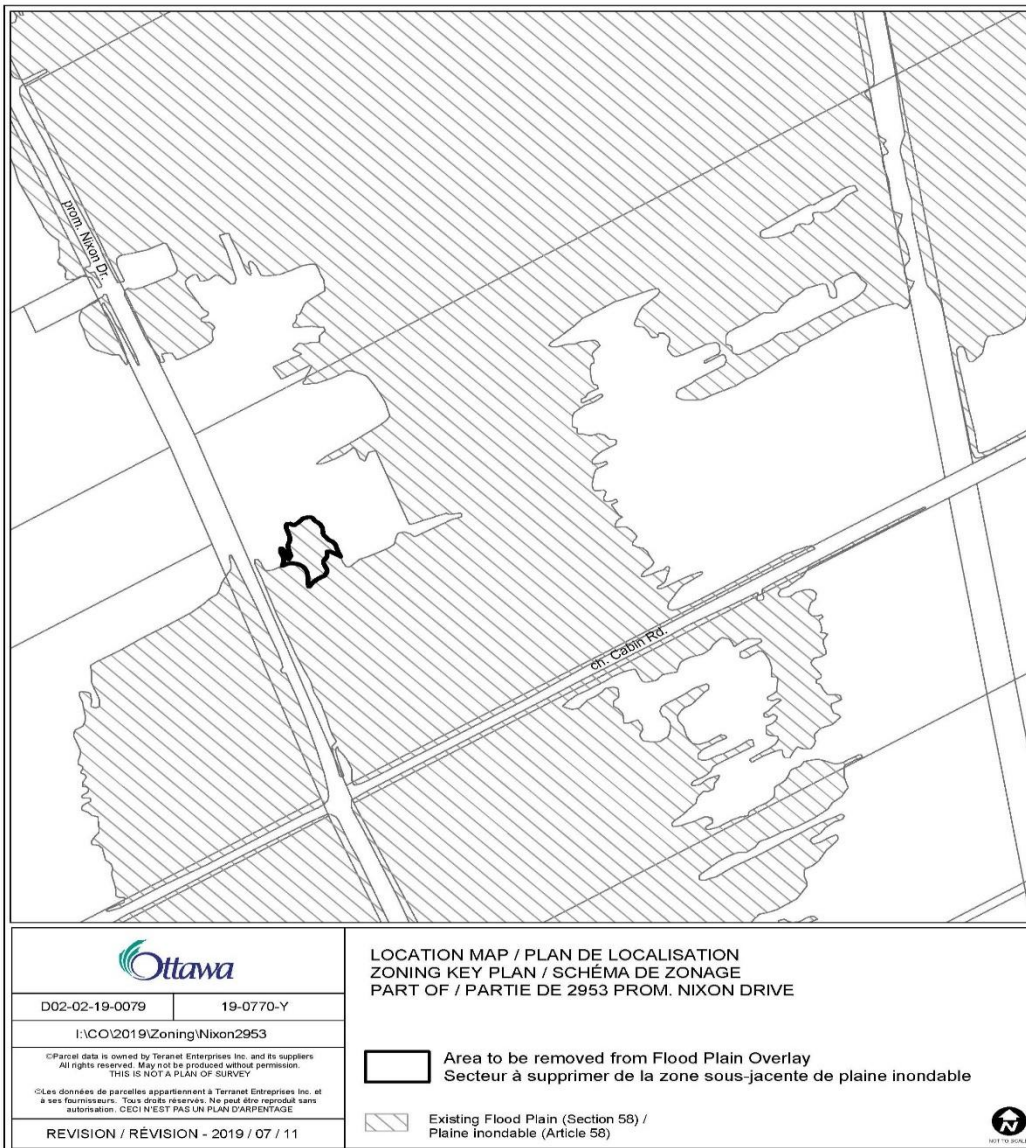 prom. Nixon Dr.
ch. Cabin Rd.
Ottawa
D02-02-19-0079
19-0770-Y
I:\CO\2019\Zoning\Nixon2953
©Parcel data is owned by Teranet Enterprises Inc. and its suppliers
All rights reserved. May not be produced without permission.
THIS IS NOT A PLAN OF SURVEY
©Les données de parcelles appartiennent à Terranet Entreprises Inc. et
à ses fournisseurs. Tous droits réservés. Ne peut être reproduit sans
autorisation. CECI N'EST PAS UN PLAN D'ARPENTAGE
REVISION / RÉVISION - 2019 / 07 / 11
LOCATION MAP / PLAN DE LOCALISATION
ZONING KEY PLAN / SCHÉMA DE ZONAGE
PART OF / PARTIE DE 2953 PROM. NIXON DRIVE
Area to be removed from Flood Plain Overlay
Secteur à supprimer de la zone sous-jacente de plaine inondable
Existing Flood Plain (Section 58) /
Plaine inondable (Article 58)
N
NOT TO SCALE